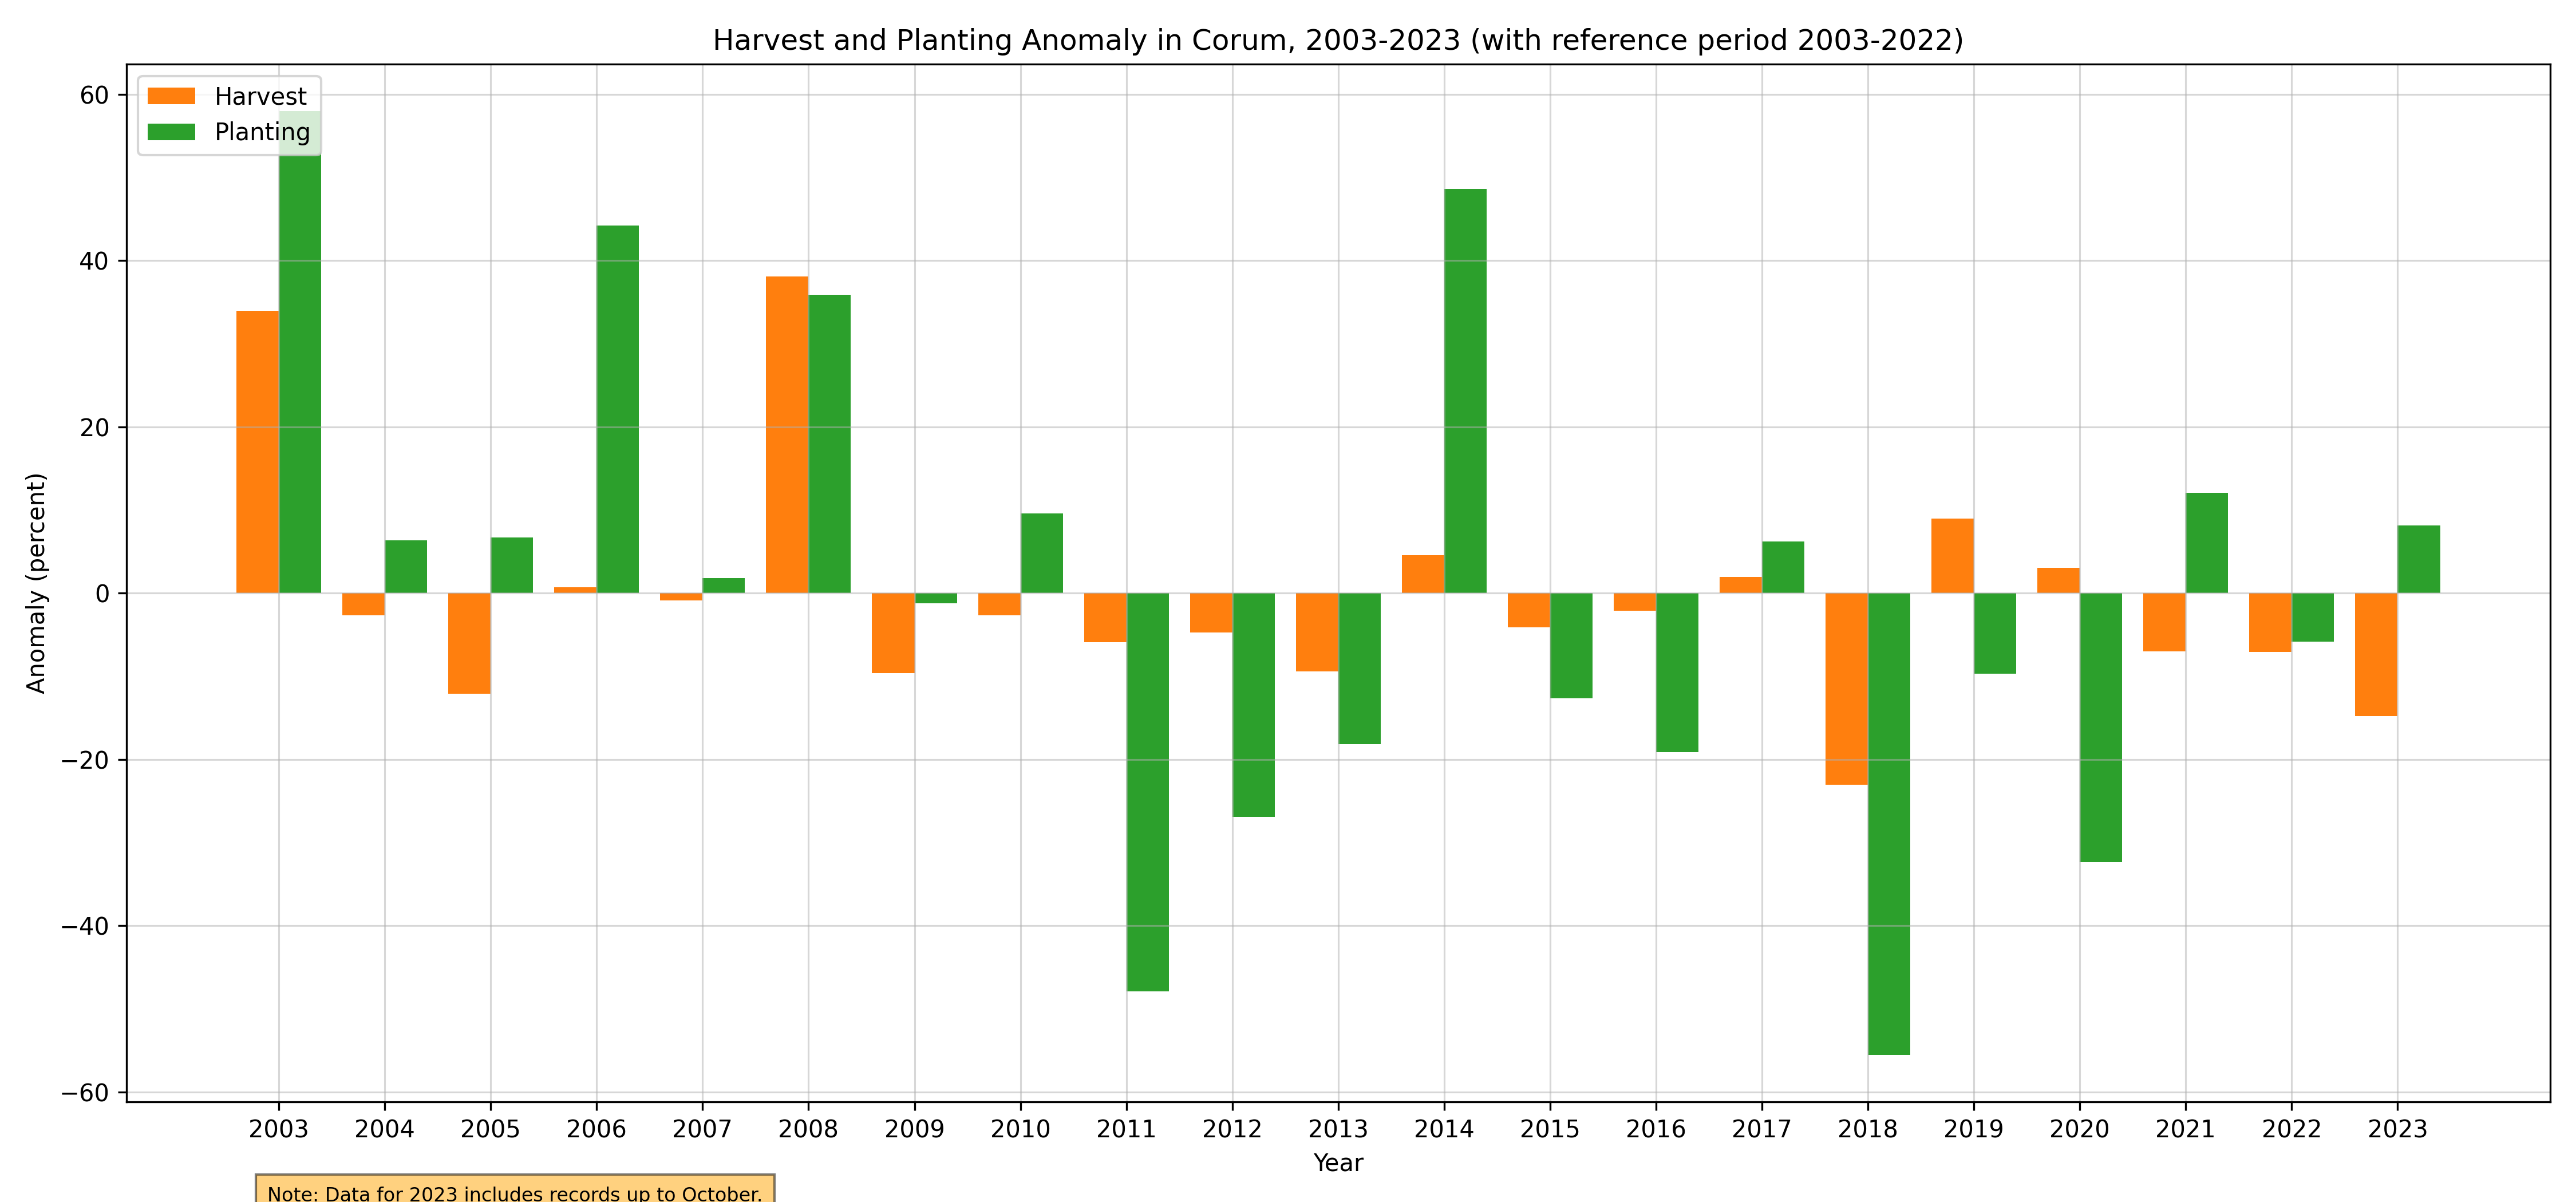 Harvest and Planting Anomaly in Corum, 2003-2023 (with reference period 2003-2022)
Harvest
Planting
Anomaly (percent)
60
40
20
0
−20
−40
−60
2003 2004 2005 2006 2007 2008 2009 2010 2011 2012 2013 2014 2015 2016 2017 2018 2019 2020 2021 2022 2023
Year
Note: Data for 2023 includes records up to October.